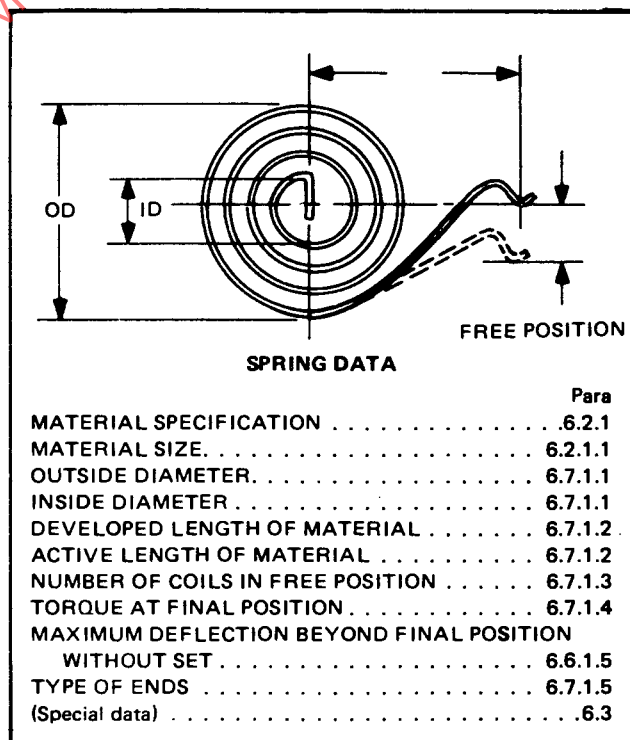 OD
ID
FREE POSITION
SPRING DATA
Para
MATERIAL SPECIFICATION . . . . . . . . . . . . . . . .6.2.1
MATERIAL SIZE. . . . . . . . . . . . . . . . . . . . . . . 6.2.1.1
OUTSIDE DIAMETER. . . . . . . . . . . . . . . . . . . 6.7.1.1
INSIDE DIAMETER . . . . . . . . . . . . . . . . . . . . 6.7.1.1
DEVELOPED LENGTH OF MATERIAL . . . . . . . 6.7.1.2
ACTIVE LENGTH OF MATERIAL . . . . . . . . . . 6.7.1.2
NUMBER OF COILS IN FREE POSITION . . . . . . 6.7.1.3
TORQUE AT FINAL POSITION. . . . . . . . . . . . 6.7.1.4
MAXIMUM DEFLECTION BEYOND FINAL POSITION
WITHOUT SET . . . . . . . . . . . . . . . . . . . . . 6.6.1.5
TYPE OF ENDS . . . . . . . . . . . . . . . . . . . . . . 6.7.1.5
(Special data) . . . . . . . . . . . . . . . . . . . . . . . . .6.3